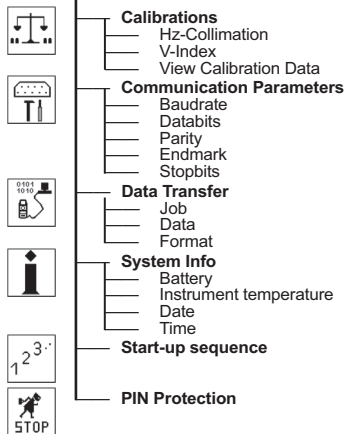 Calibrations
Hz-Collimation
V-Index
View Calibration Data
Communication Parameters
Baudrate
Databits
Parity
Endmark
Stopbits
0101
1010
Data Transfer
Job
Data
Format
System Info
Battery
Instrument temperature
Date
Time
1 2 3..
Start-up sequence
STOP
PIN Protection